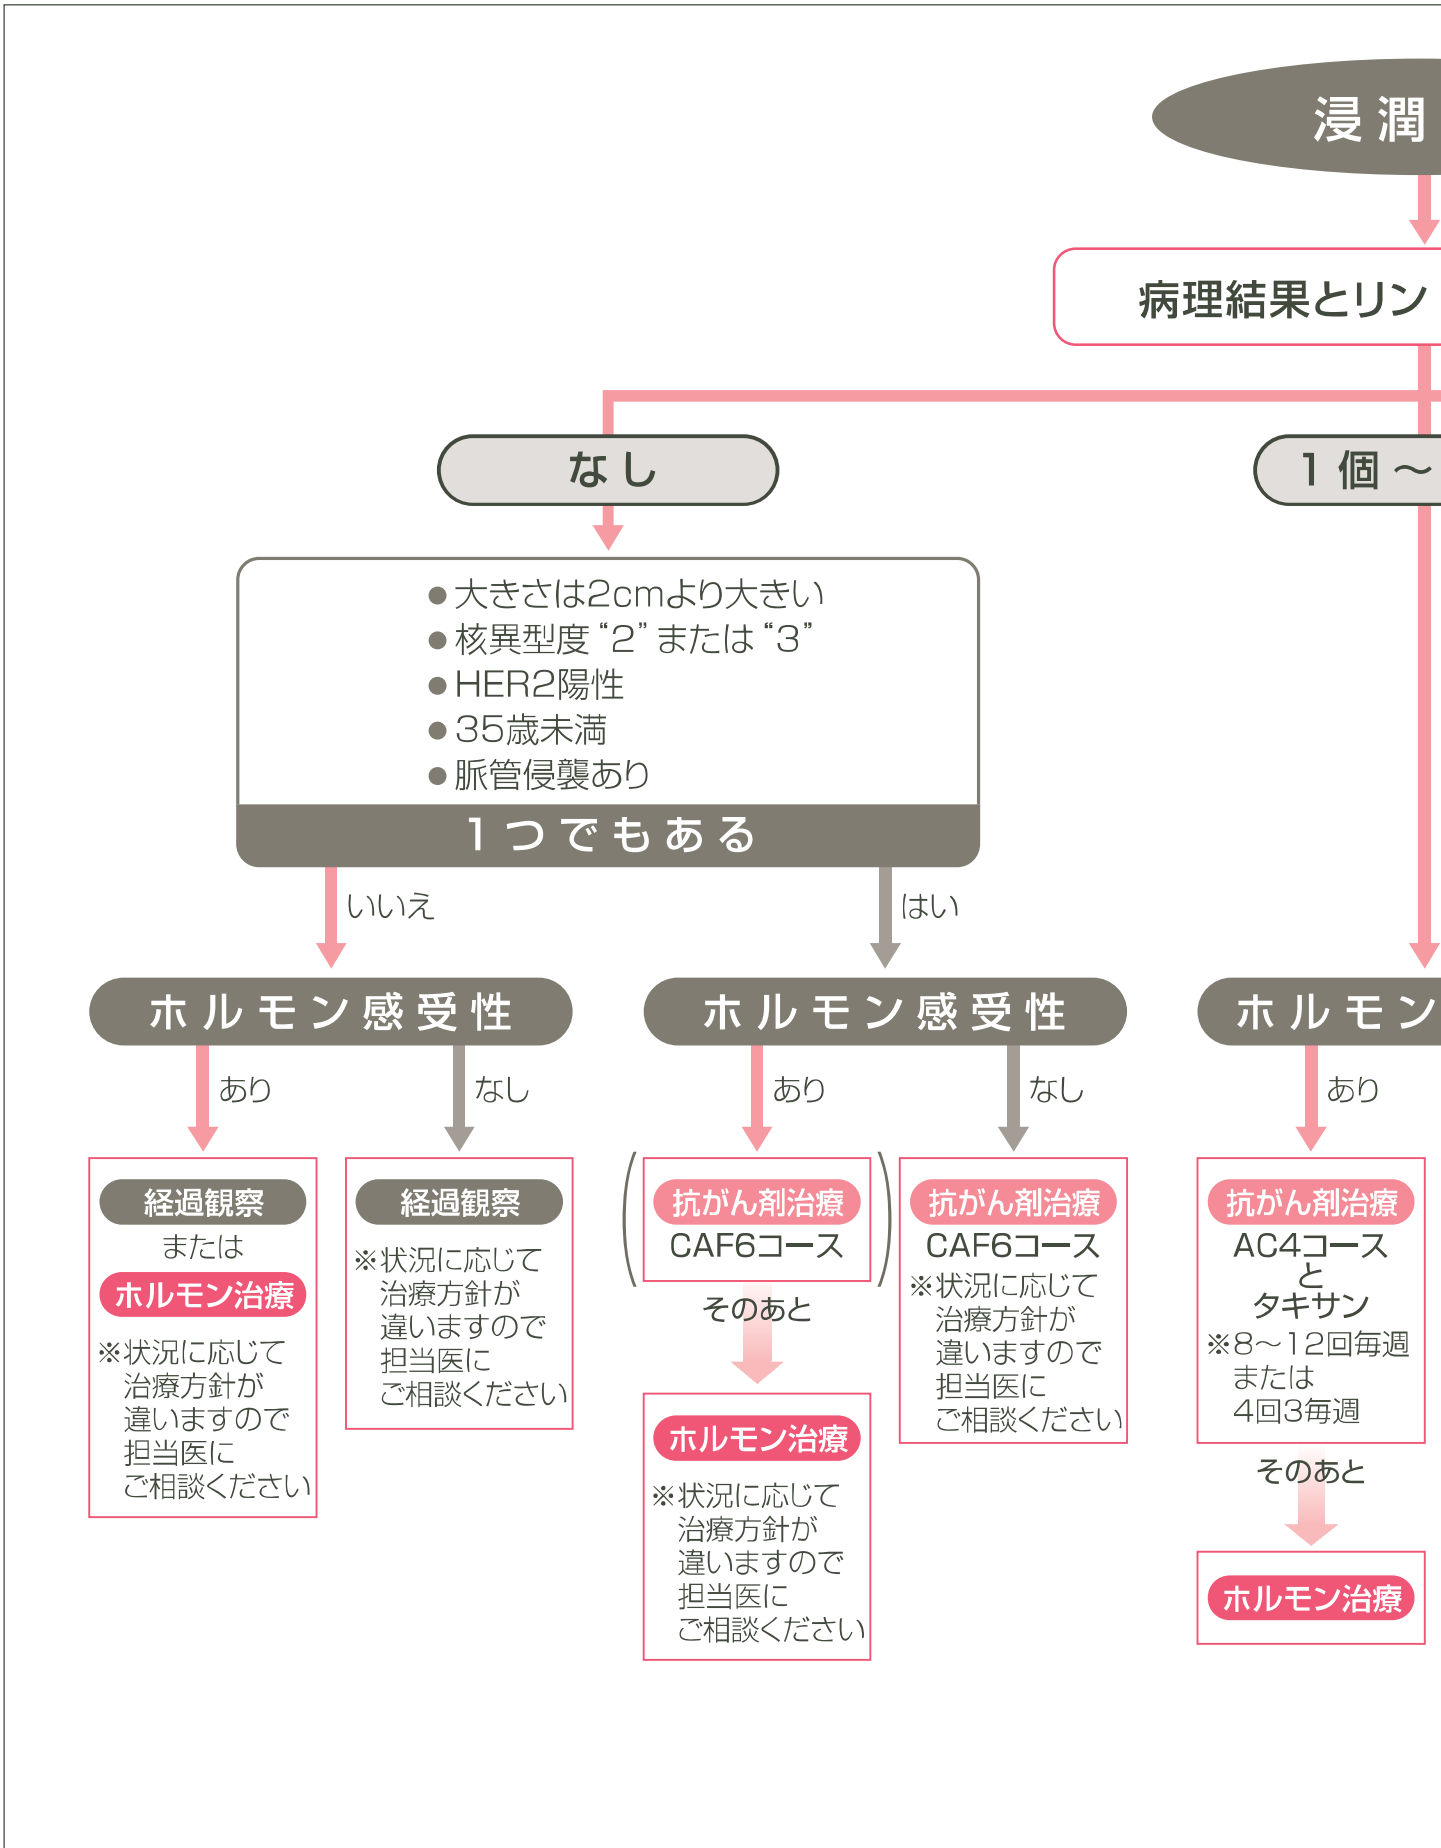 浸潤
病理結果とリン
なし
1個～
●大きさは2cmより大きい
●核異型度“2”または“3”
●HER2陽性
●35歳未満
●脈管侵襲あり
1つでもある
いいえ
はい
ホルモン感受性
ホルモン感受性
ホルモン
あり
なし
あり
なし
あり
経過観察
または
ホルモン治療
※状況に応じて
治療方針が
違いますので
担当医に
ご相談ください
経過観察
※状況に応じて
治療方針が
違いますので
担当医に
ご相談ください
抗がん剤治療
CAF6コース
そのあと
ホルモン治療
※状況に応じて
治療方針が
違いますので
担当医に
ご相談ください
抗がん剤治療
CAF6コース
※状況に応じて
治療方針が
違いますので
担当医に
ご相談ください
抗がん剤治療
AC4コース
と
タキサン
※8～12回毎週
または
4回3毎週
そのあと
ホルモン治療